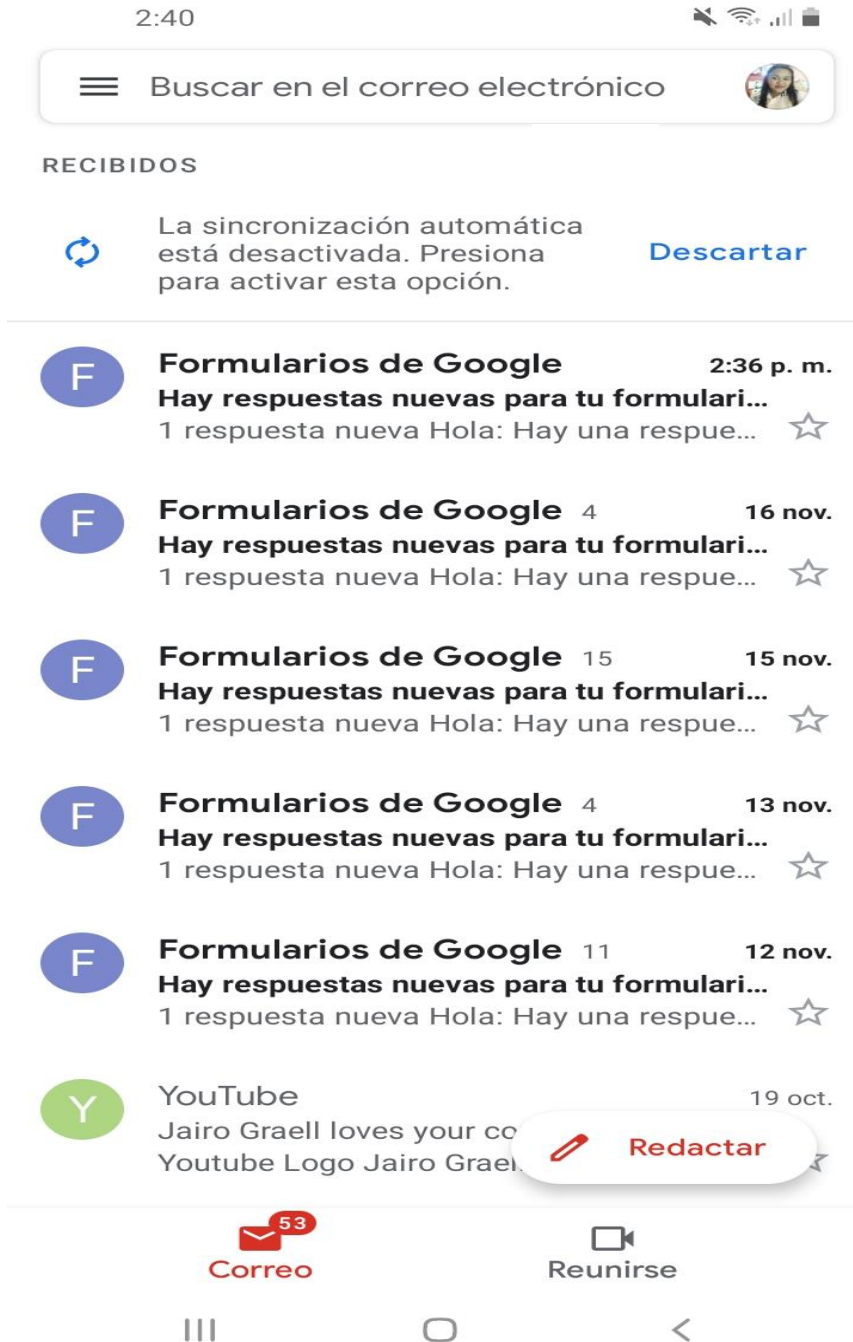 2:40
Buscar en el correo electrónico
RECIBIDOS
La sincronización automática
está desactivada. Presiona
para activar esta opción.
Descartar
F
Formularios de Google 2:36 p. m.
Hay respuestas nuevas para tu formulari...
1 respuesta nueva Hola: Hay una respue...
F
Formularios de Google 4 16 nov.
Hay respuestas nuevas para tu formulari...
1 respuesta nueva Hola: Hay una respue...
F
Formularios de Google 15 15 nov.
Hay respuestas nuevas para tu formulari...
1 respuesta nueva Hola: Hay una respue...
F
Formularios de Google 4 13 nov.
Hay respuestas nuevas para tu formulari...
1 respuesta nueva Hola: Hay una respue...
F
Formularios de Google 11 12 nov.
Hay respuestas nuevas para tu formulari...
1 respuesta nueva Hola: Hay una respue...
Y
YouTube 19 oct.
Jairo Graell loves your
Youtube Logo Jairo
Redactar
53
Correo
Reunirse